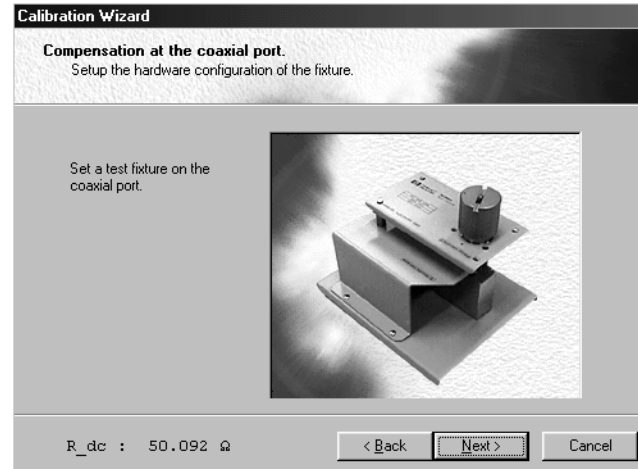 Calibration Wizard
Compensation at the coaxial port.
Setup the hardware configuration of the fixture.
Set a test fixture on the
coaxial port.
R_dc : 50.092 Ω
< Back
Next >
Cancel